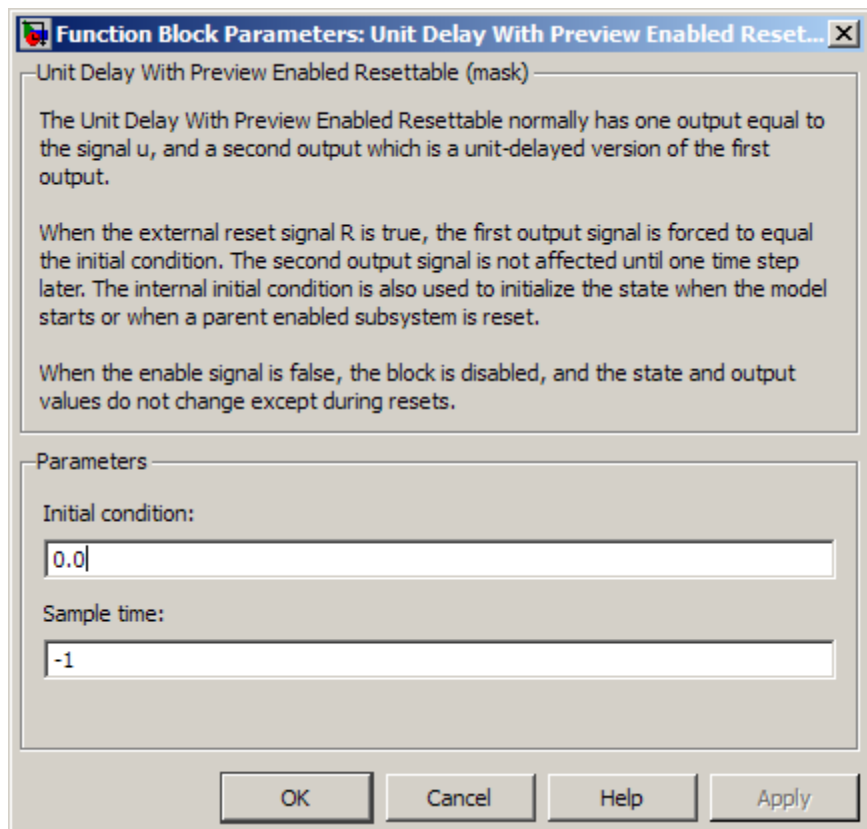 Function Block Parameters: Unit Delay With Preview Enabled Reset...
Unit Delay With Preview Enabled Resettable (mask)
The Unit Delay With Preview Enabled Resettable normally has one output equal to
the signal u, and a second output which is a unit-delayed version of the first
output.
When the external reset signal R is true, the first output signal is forced to equal
the initial condition. The second output signal is not affected until one time step
later. The internal initial condition is also used to initialize the state when the model
starts or when a parent enabled subsystem is reset.
When the enable signal is false, the block is disabled, and the state and output
values do not change except during resets.
Parameters
Initial condition:
0.0
Sample time:
-1
OK Cancel Help Apply